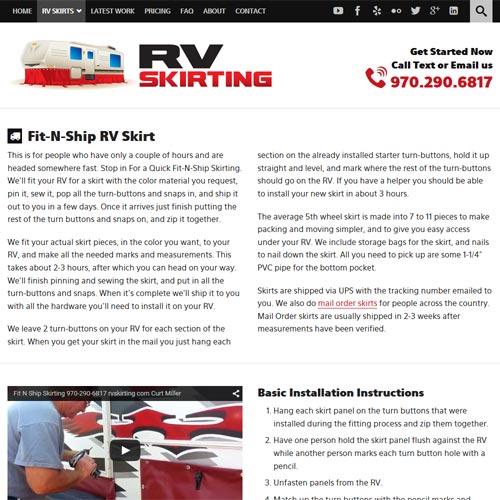 HOME RV SKIRTS LATEST WORK PRICING FAQ ABOUT CONTACT
RV
SKIRTING
Get Started Now
Call Text or Email us
970.290.6817
Fit-N-Ship RV Skirt
This is for people who have only a couple of hours and are
headed somewhere fast. Stop in For a Quick Fit-N-Ship Skirting.
We'll fit your RV for a skirt with the color material you request,
pin it, sew it, pop all the turn-buttons and snaps in, and ship it
out to you in a few days. Once it arrives just finish putting the
rest of the turn buttons and snaps on, and zip it together.
We fit your actual skirt pieces, in the color you want, to your
RV, and make all the needed marks and measurements. This
takes about 2-3 hours, after which you can head on your way.
We'll finish pinning and sewing the skirt, and put in all the
turn-buttons and snaps. When it's complete we'll ship it to you
with all the hardware you'll need to install it on your RV.
We leave 2 turn-buttons on your RV for each section of the
skirt. When you get your skirt in the mail you just hang each
section on the already installed starter turn-buttons, hold it up
straight and level, and mark where the rest of the turn-buttons
should go on the RV. If you have a helper you should be able
to install your new skirt in about 3 hours.
The average 5th wheel skirt is made into 7 to 11 pieces to make
packing and moving simpler, and to give you easy access
under your RV. We include storage bags for the skirt, and nails
to nail down the skirt. All you need to pick up are some 1-1/4"
PVC pipe for the bottom pocket.
Skirts are shipped via UPS with the tracking number emailed to
you. We also do mail order skirts for people across the country.
Mail Order skirts are usually shipped in 2-3 weeks after
measurements have been verified.
Fit N Ship Skirting 970-290-6817 rvskirting com Curt Miller
Basic Installation Instructions
1. Hang each skirt panel on the turn buttons that were
installed during the fitting process and zip them together.
2. Have one person hold the skirt panel flush against the RV
while another person marks each turn button hole with a
pencil.
3. Unfasten panels from the RV.
4. Match up the turn buttons with the pencil marks and